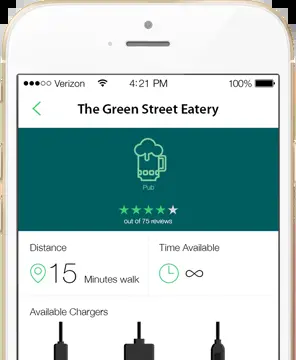 Verizon 4:21 PM 100%
The Green Street Eatery
Pub
out of 75 reviews
Distance
Time Available
15 Minutes walk
∞
Available Chargers